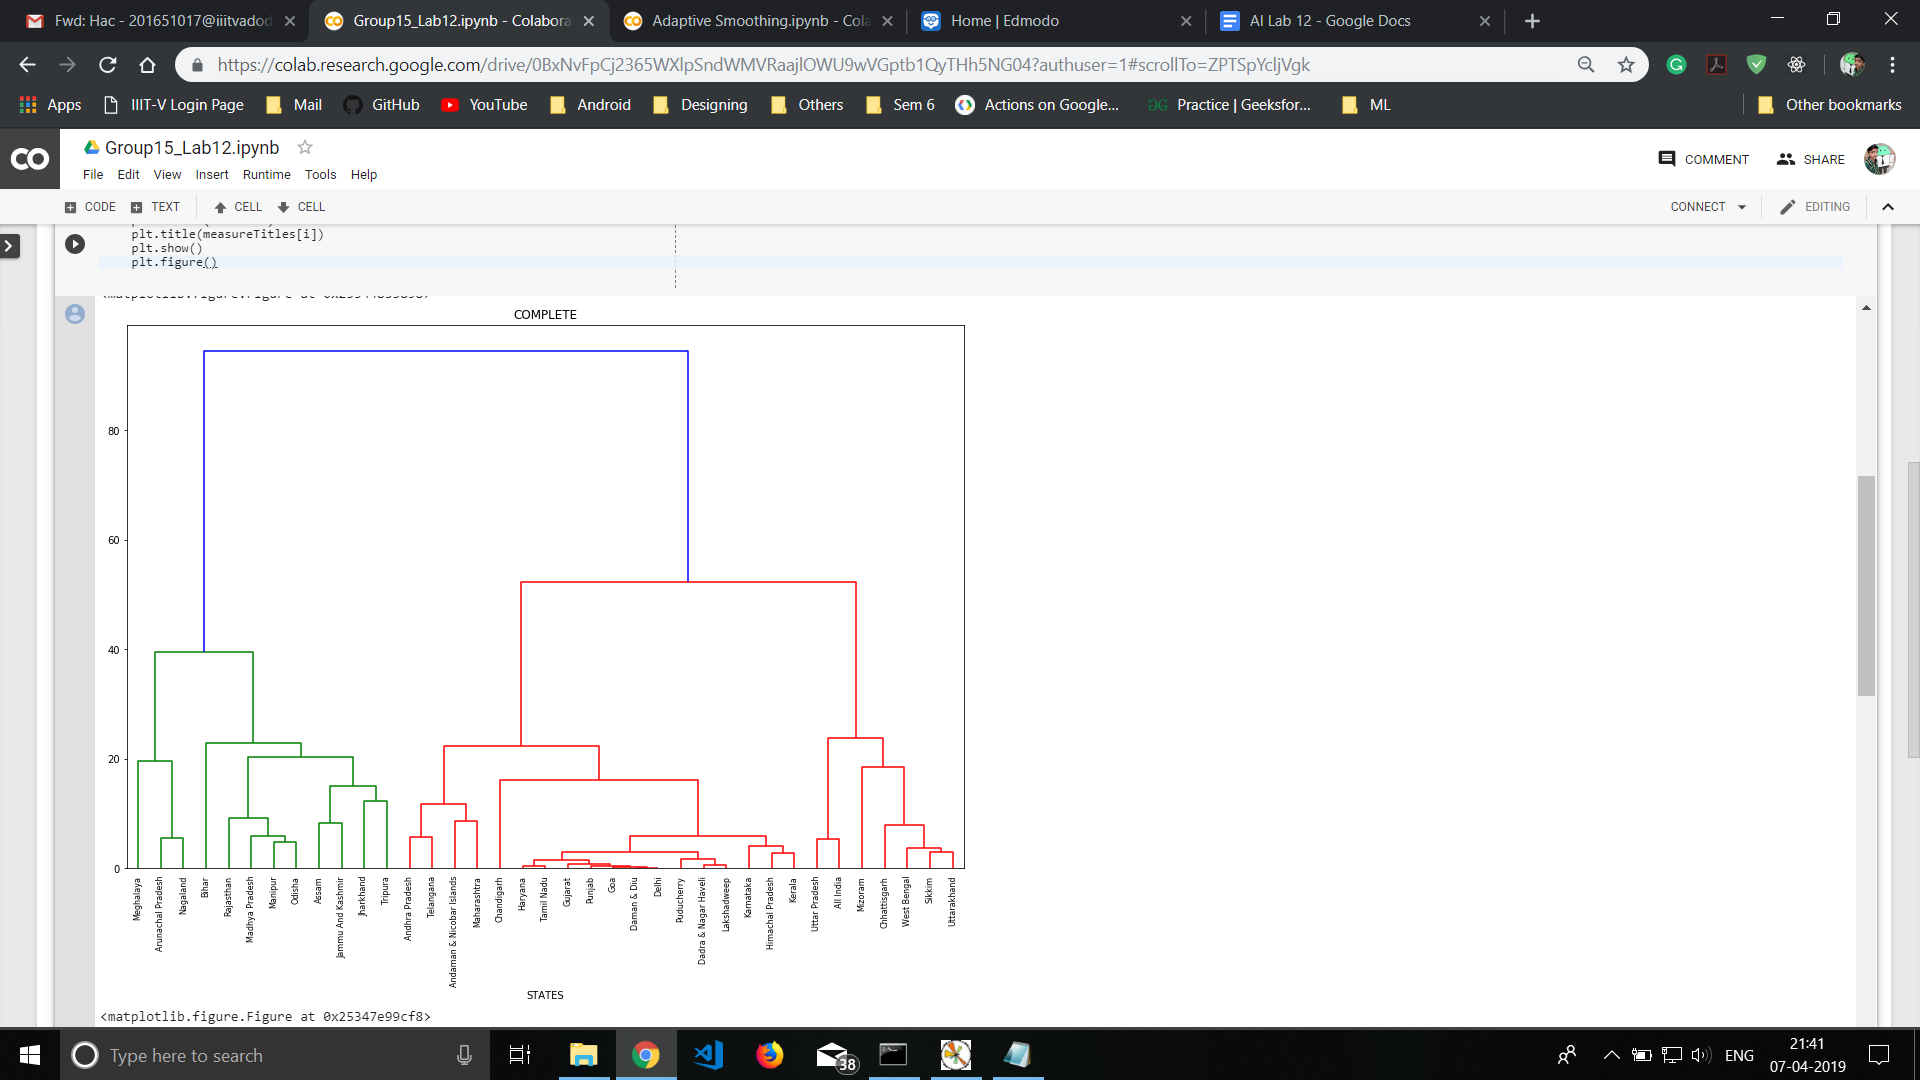 Fwd: Hac - 201651017@iiitvadod
Group15_Lab12.ipynb - Colabora
Adaptive Smoothing.ipynb - Cola
Home | Edmodo
AI Lab 12 - Google Docs
https://colab.research.google.com/drive/0BxNvFpCj2365WXlpSndWMVRaajlOWU9wVGptb1QyTHh5NG04?authuser=1#scrollTo=ZPTSpYcljVgk
Apps
IIIT-V Login Page
Mail
GitHub
YouTube
Android
Designing
Others
Sem 6
Actions on Google...
Practice | Geeksfor...
ML
Other bookmarks
Group15_Lab12.ipynb
COMMENT
SHARE
File Edit View Insert Runtime Tools Help
CODE TEXT CELL CELL
CONNECT
EDITING
plt.title(measureTitles[i])
plt.show()
plt.figure()
COMPLETE
80
60
40
20
0
Meghalaya
Arunachal Pradesh
Nagaland
Bihar
Rajasthan
Madhya Pradesh
Manipur
Odisha
Assam
Jammu And Kashmir
Jharkhand
Tripura
Andhra Pradesh
Telangana
Andaman & Nicobar Islands
Maharashtra
Chandigarh
Haryana
Tamil Nadu
Gujarat
Punjab
Goa
Daman & Diu
Delhi
Puducherry
Dadra & Nagar Haveli
Lakshadweep
Karnataka
Himachal Pradesh
Kerala
Uttar Pradesh
All India
Mizoram
Chhattisgarh
West Bengal
Sikkim
Uttarakhand
STATES
<matplotlib.figure.Figure at 0x25347e99cf8>
Type here to search
38
ENG
21:41
07-04-2019